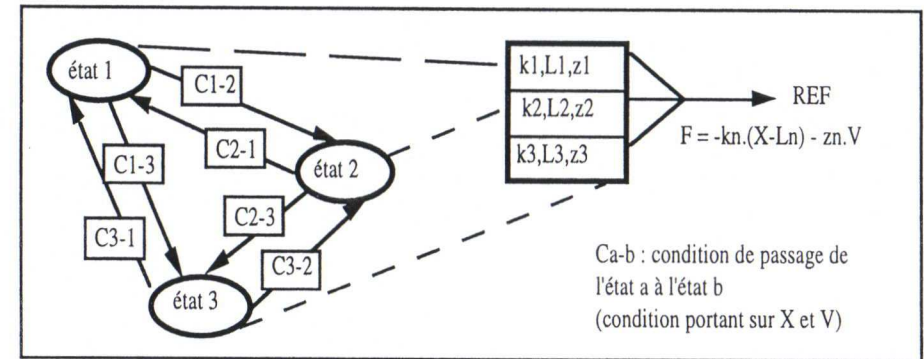 état 1
C1-2
k1,L1,z1
k2,L2,z2
k3,L3,z3
REF
F = -kn.(X-Ln) - zn.V
C2-1
C1-3
état 2
C2-3
C3-1
C3-2
état 3
Ca-b : condition de passage de
l'état a à l'état b
(condition portant sur X et V)